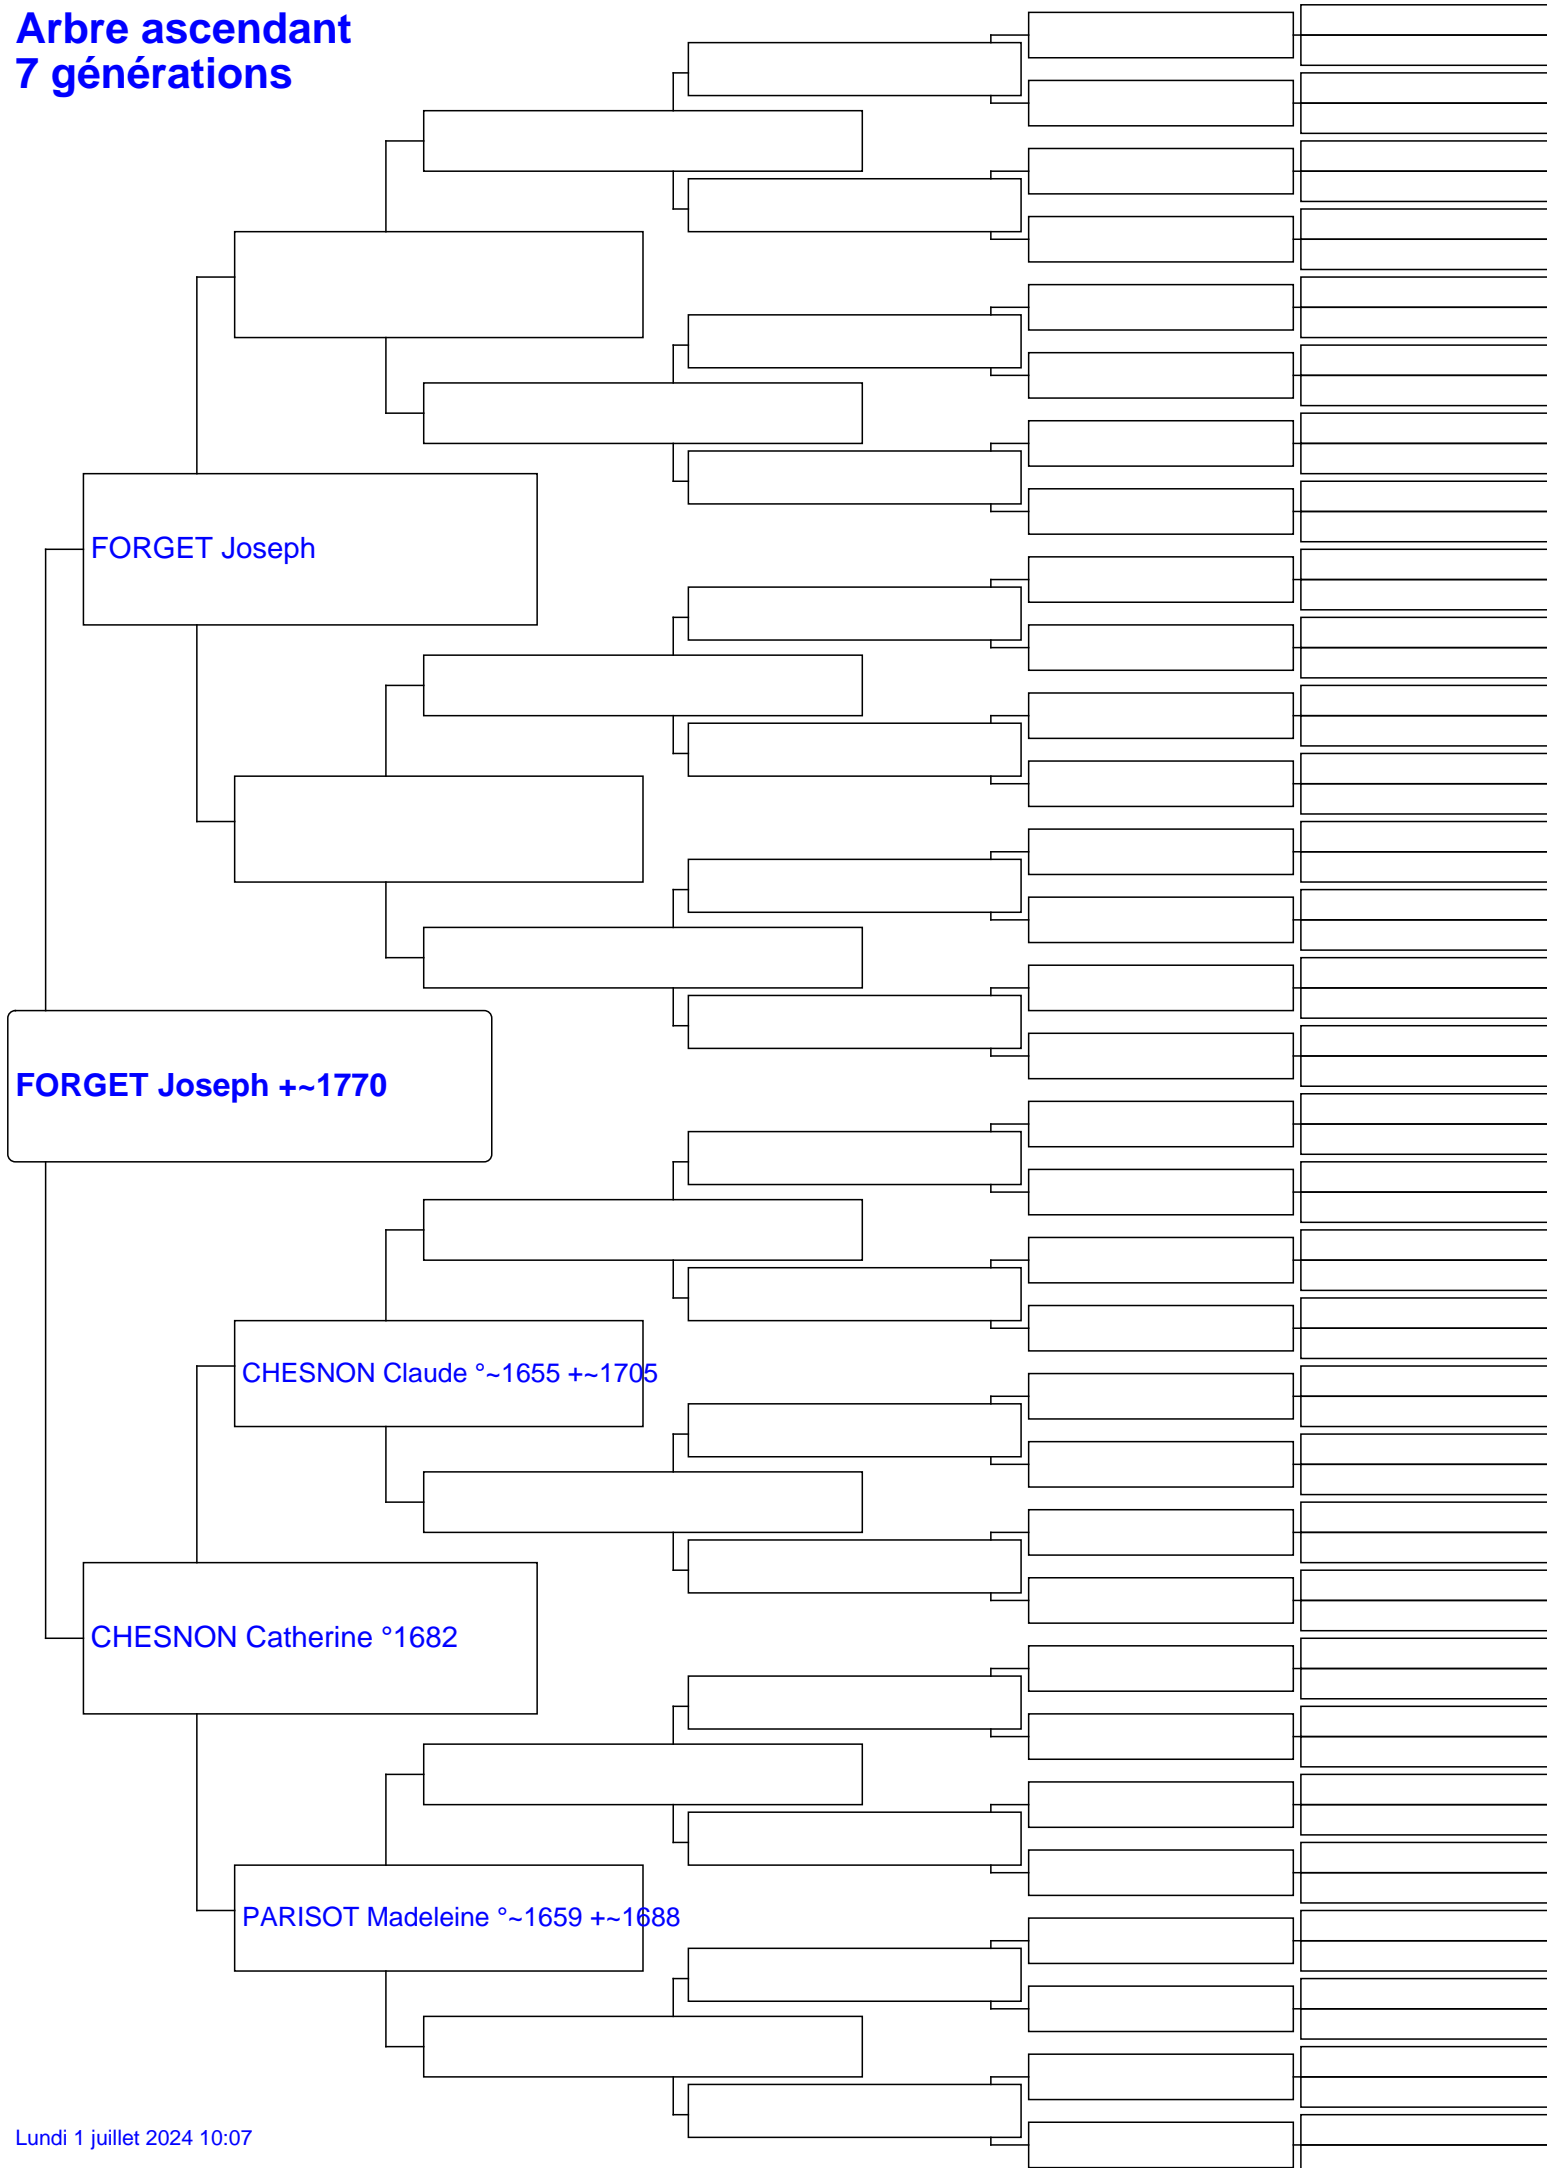 Arbre ascendant
7 générations
FORGET Joseph
FORGET Joseph +~1770
CHESNON Claude °~1655 +~1705
CHESNON Catherine °1682
PARISOT Madeleine °~1659 +~1688
Lundi 1 juillet 2024 10:07